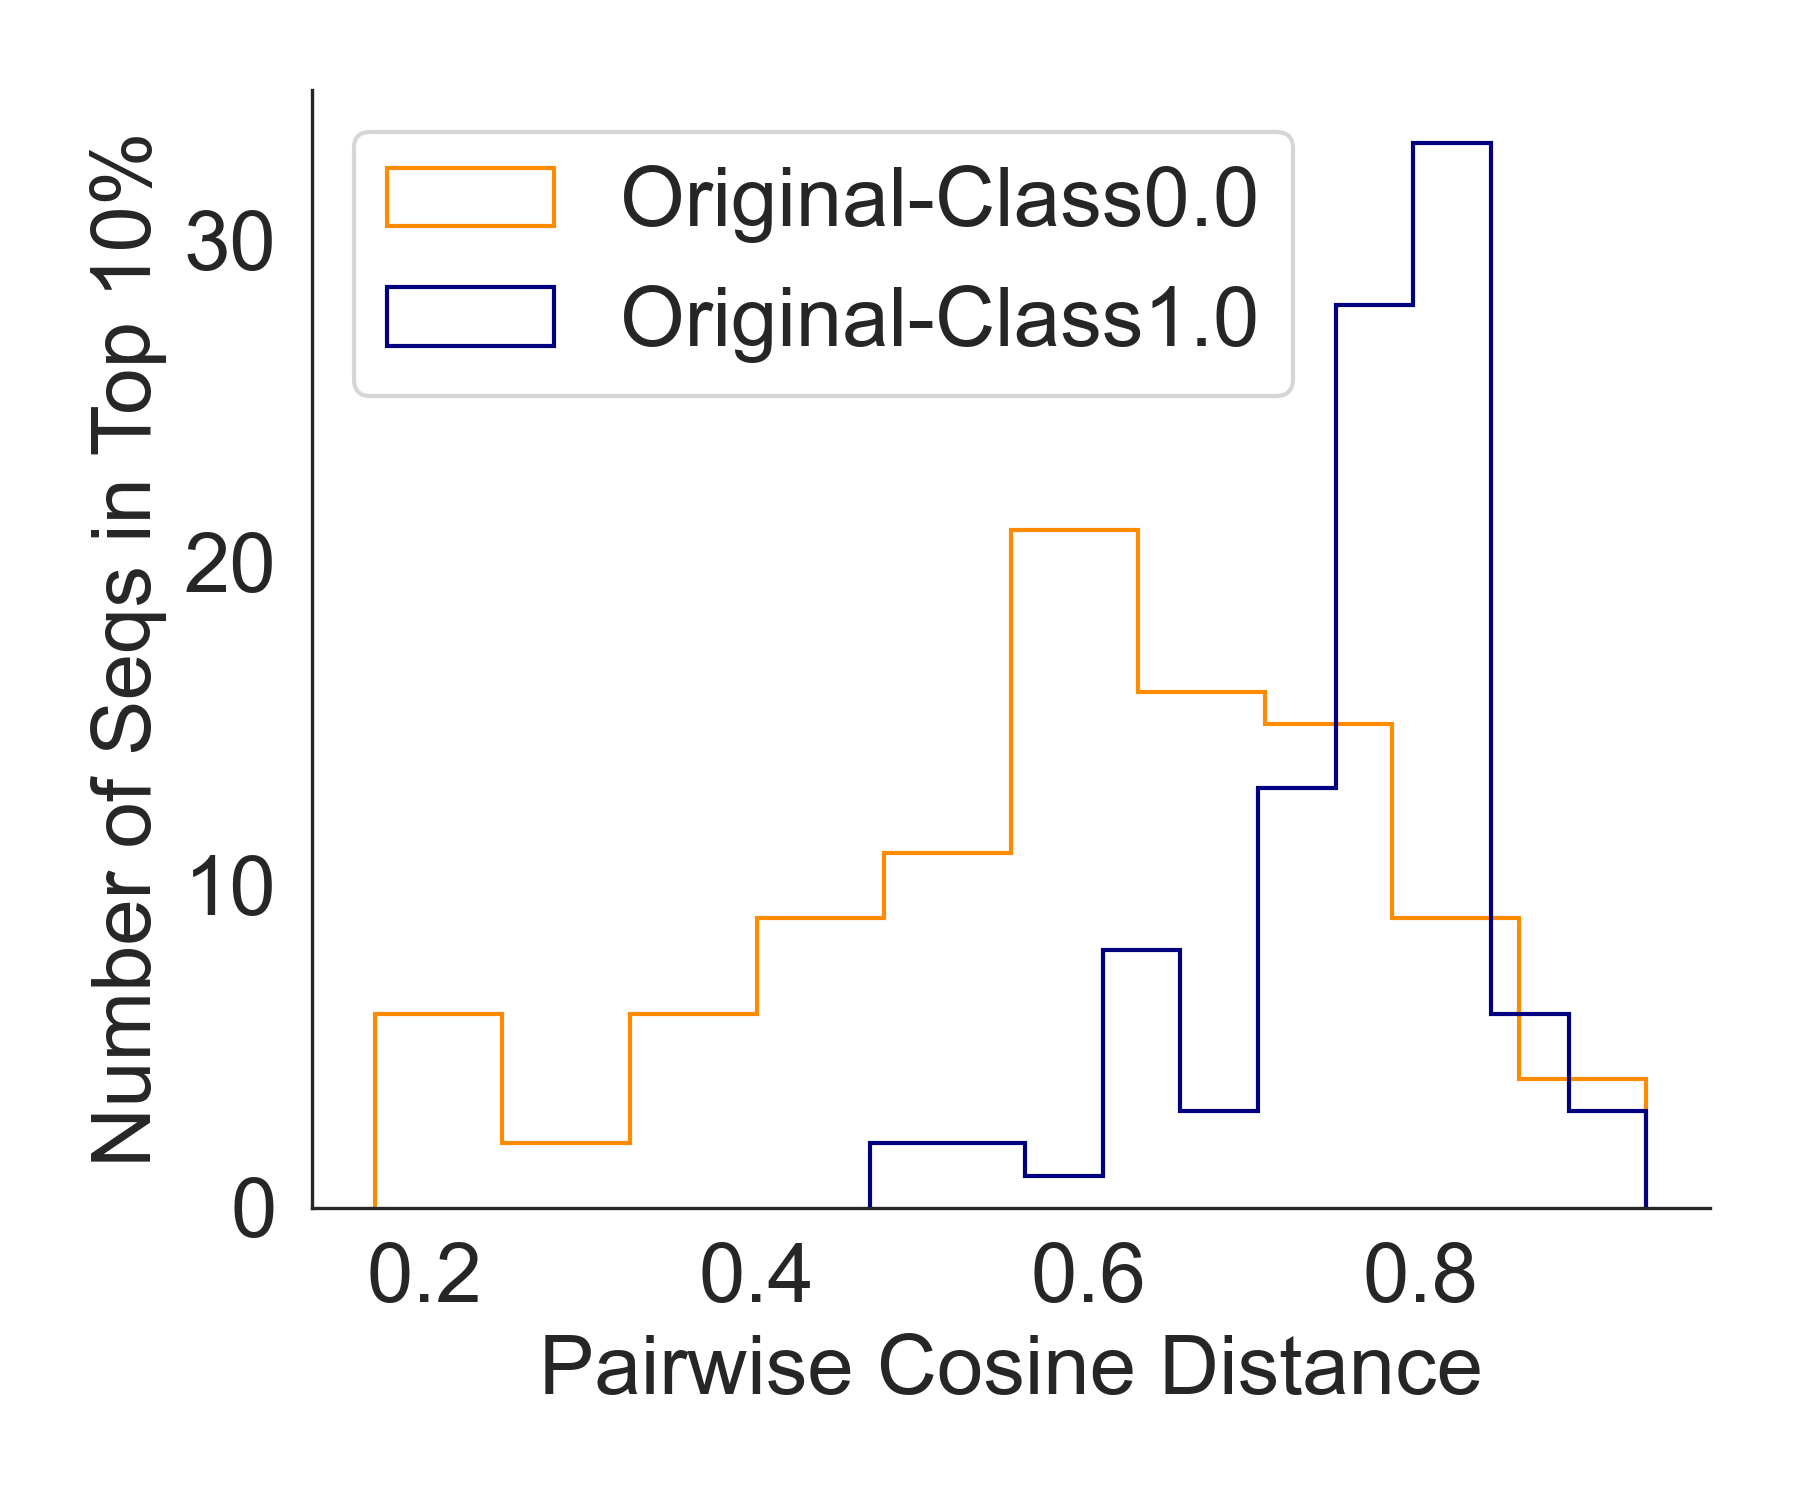 Number of Seqs in Top 10%
30
20
10
0
Original-Class0.0
Original-Class1.0
0.2 0.4 0.6 0.8
Pairwise Cosine Distance